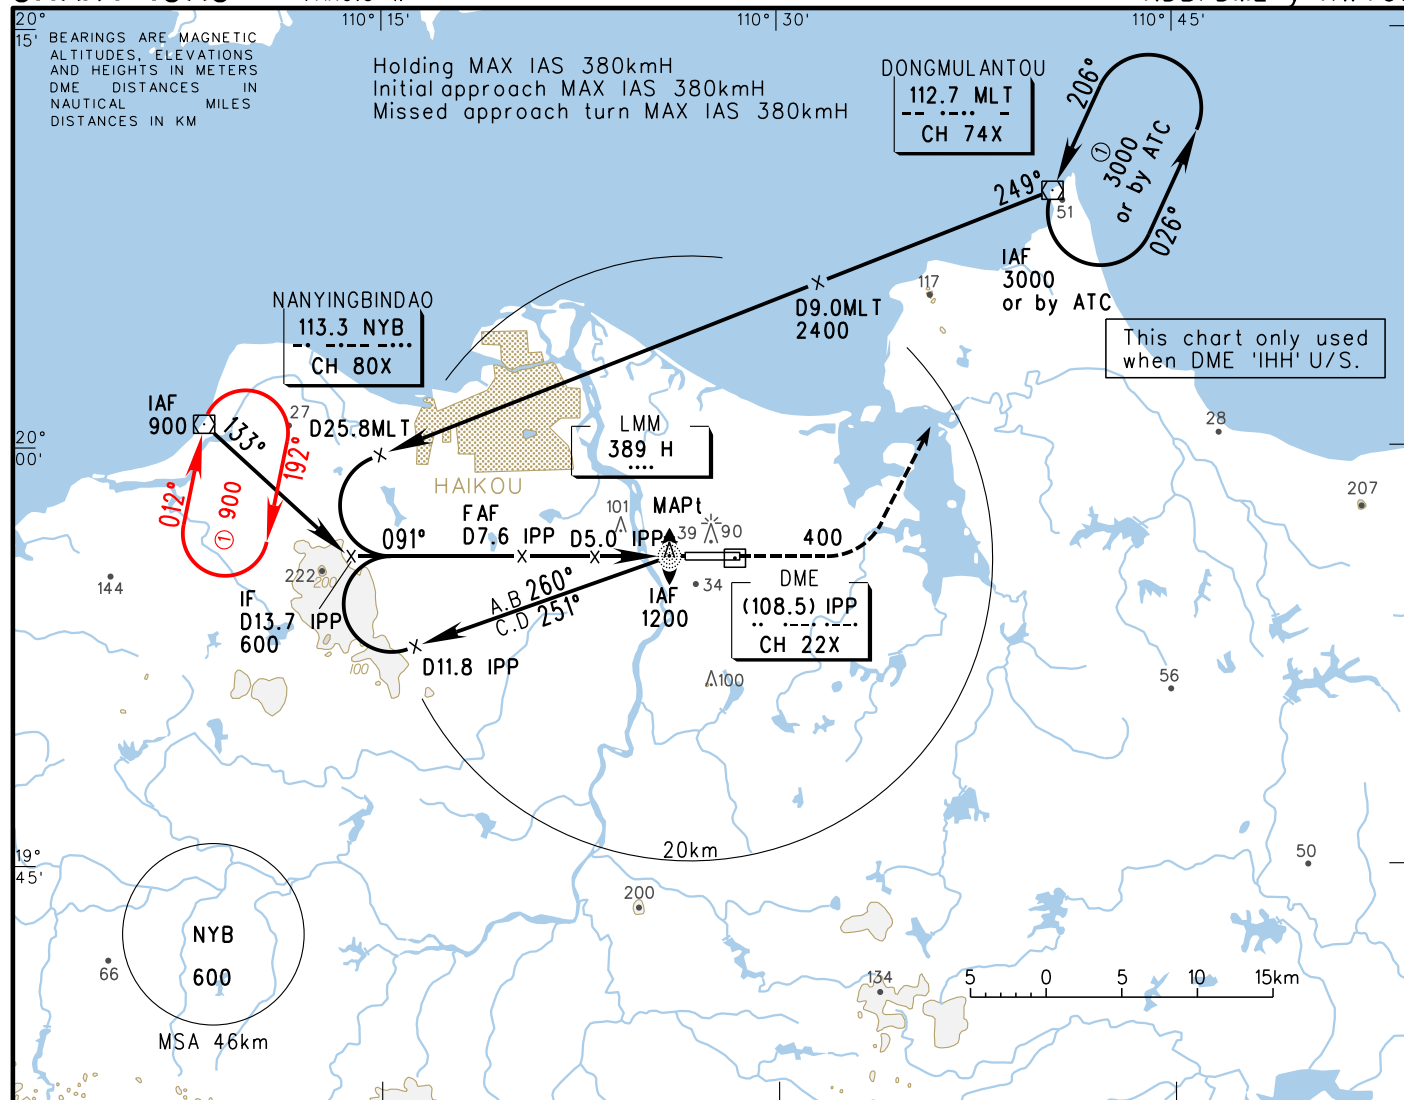 110° 15'
110° 30'
110° 45'
20°
15'
BEARINGS ARE MAGNETIC
ALTITUDES, ELEVATIONS
AND HEIGHTS IN METERS
DME DISTANCES IN
NAUTICAL MILES
DISTANCES IN KM
Holding MAX IAS 380kmH
Initial approach MAX IAS 380kmH
Missed approach turn MAX IAS 380kmH
DONGMULANTOU
112.7 MLT
CH 74X
206°
① 3000
or by ATC
026°
249°
51
IAF
3000
or by ATC
117
D9.0MLT
2400
This chart only used
when DME 'IHH' U/S.
NANYINGBINDAO
113.3 NYB
CH 80X
IAF
900
133°
27
192°
012°
① 900
D25.8MLT
LMM
389 H
28
20°
00'
HAIKOU
207
MAPt
101
39
90
FAF
D7.6 IPP
D5.0 IPP
091°
400
222
200
144
34
IF
D13.7 IPP
600
A.B 260°
C.D 251°
IAF
1200
DME
(108.5) IPP
CH 22X
100
D11.8 IPP
100
56
20km
19°
45'
50
200
NYB
600
66
134
5 0 5 10 15km
MSA 46km